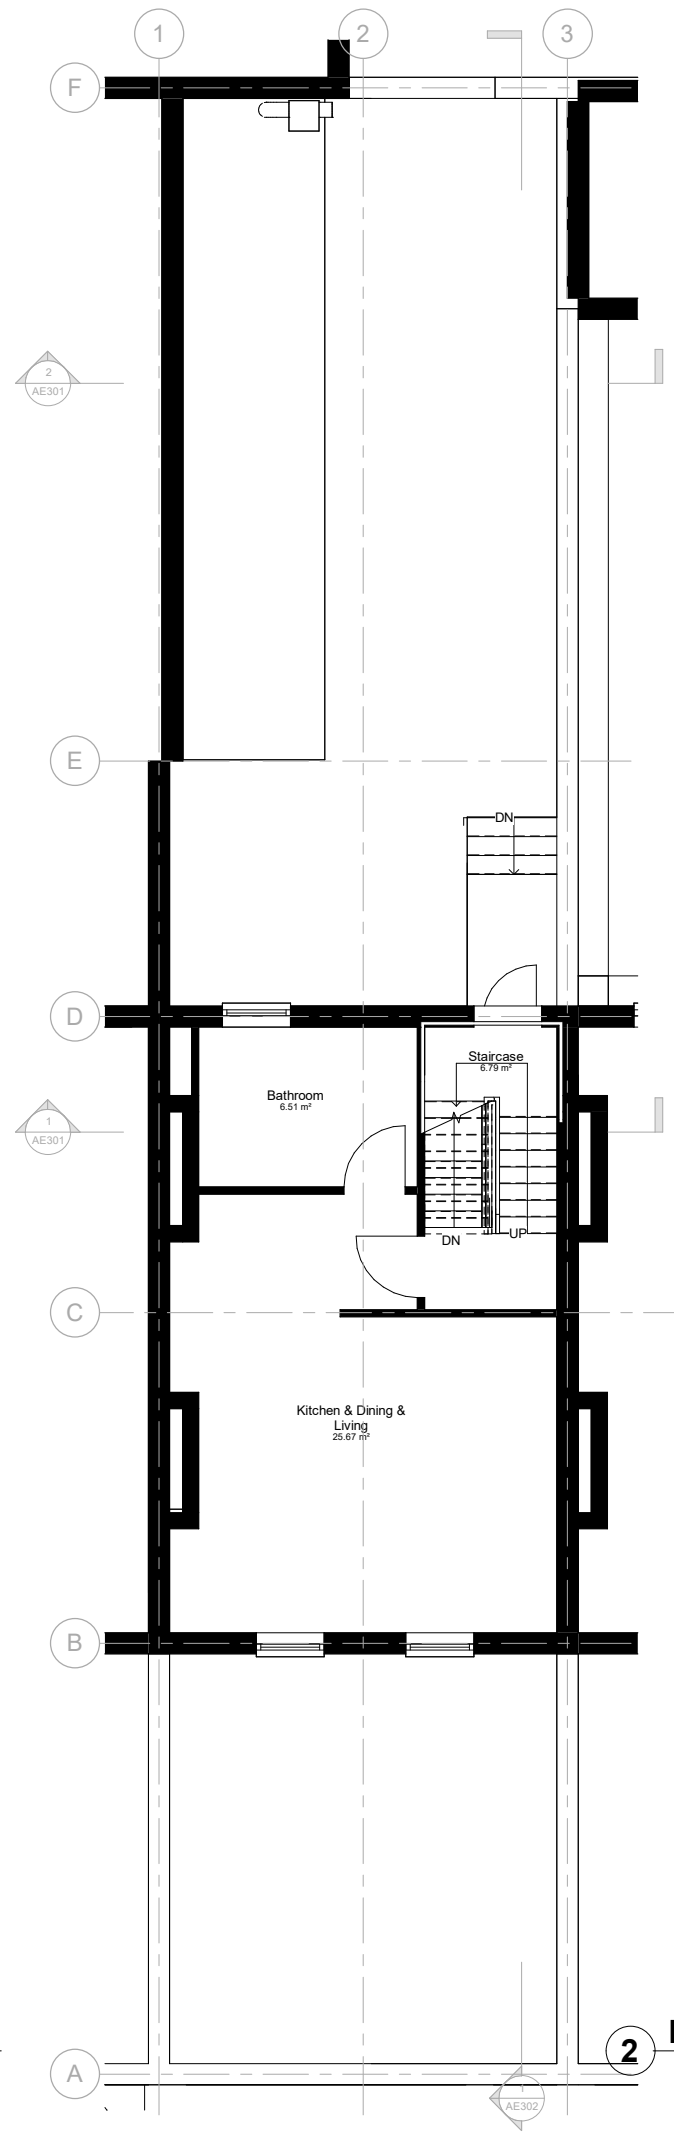 1
2
3
F
2
AE301
E
DN
D
Staircase
6.79 m²
Bathroom
6.51 m²
1
AE301
DN
UP
C
Kitchen & Dining &
Living
25.67 m²
B
2
A
AE302